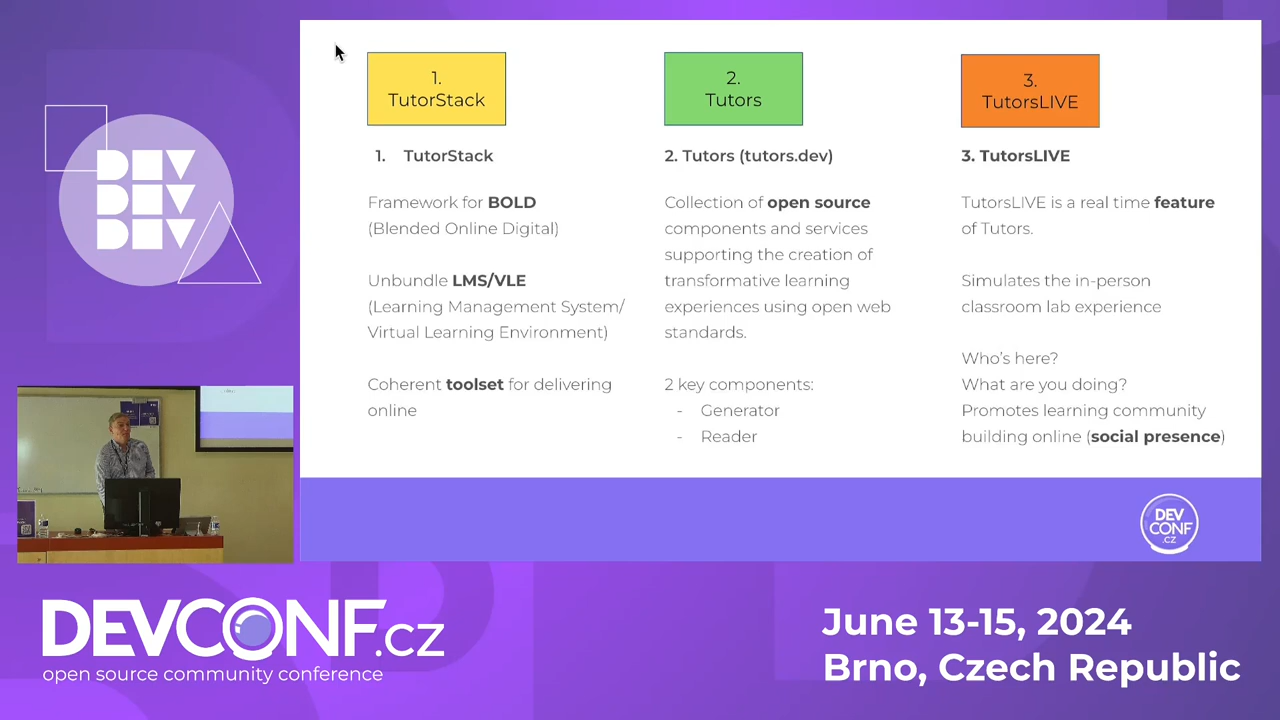 1.
TutorStack
2.
Tutors
3.
TutorsLIVE
1. TutorStack
Framework for BOLD
(Blended Online Digital)
Unbundle LMS/VLE
(Learning Management System/
Virtual Learning Environment)
Coherent toolset for delivering
online
2. Tutors (tutors.dev)
Collection of open source
components and services
supporting the creation of
transformative learning
experiences using open web
standards.
2 key components:
- Generator
- Reader
3. TutorsLIVE
TutorsLIVE is a real time feature
of Tutors.
Simulates the in-person
classroom lab experience
Who's here?
What are you doing?
Promotes learning community
building online (social presence)
DEV
CONF
.CZ
DEV
DEV
DEV
DEVCONF.cz
open source community conference
June 13-15, 2024
Brno, Czech Republic